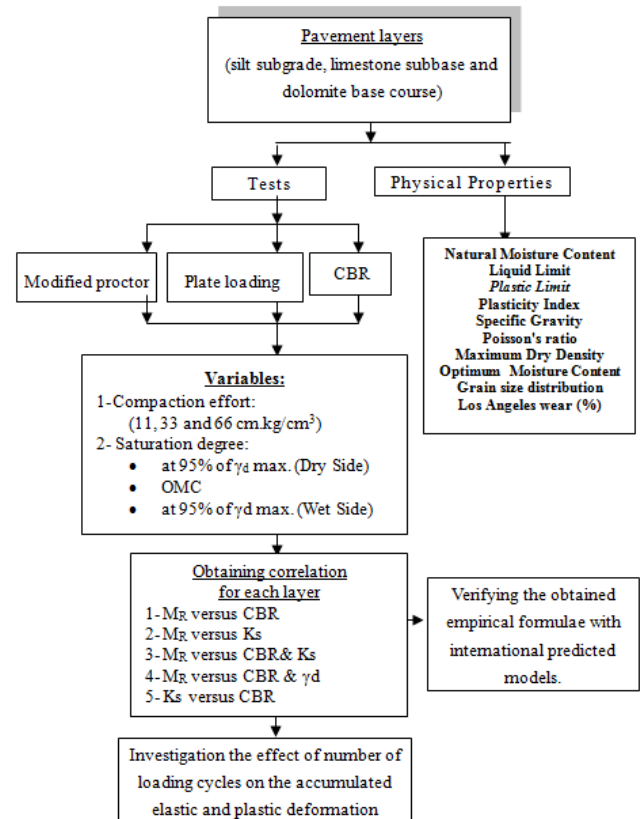 Pavement layers
(silt subgrade, limestone subbase and
dolomite base course)
Tests
Physical Properties
Modified proctor
Plate loading
CBR
Natural Moisture Content
Liquid Limit
Plastic Limit
Plasticity Index
Specific Gravity
Poisson's ratio
Maximum Dry Density
Optimum Moisture Content
Grain size distribution
Los Angeles wear (%)
Variables:
1-Compaction effort:
(11, 33 and 66 cm.kg/cm³)
2- Saturation degree:
• at 95% of γd max. (Dry Side)
• OMC
• at 95% of γd max. (Wet Side)
Obtaining correlation
for each layer
1- MR versus CBR
2- MR versus Ks
3- MR versus CBR& Ks
4- MR versus CBR & γd
5- Ks versus CBR
Verifying the obtained
empirical formulae with
international predicted
models.
Investigation the effect of number of
loading cycles on the accumulated
elastic and plastic deformation